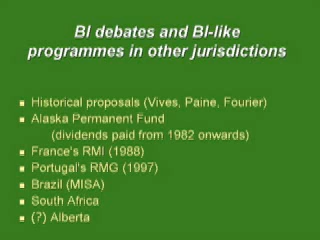 BI debates and BI-like
programmes in other jurisdictions
Historical proposals (Vives, Paine, Fourier)
Alaska Permanent Fund
(dividends paid from 1982 onwards)
France's RMI (1988)
Portugal's RMG (1997)
Brazil (MISA)
South Africa
(?) Alberta